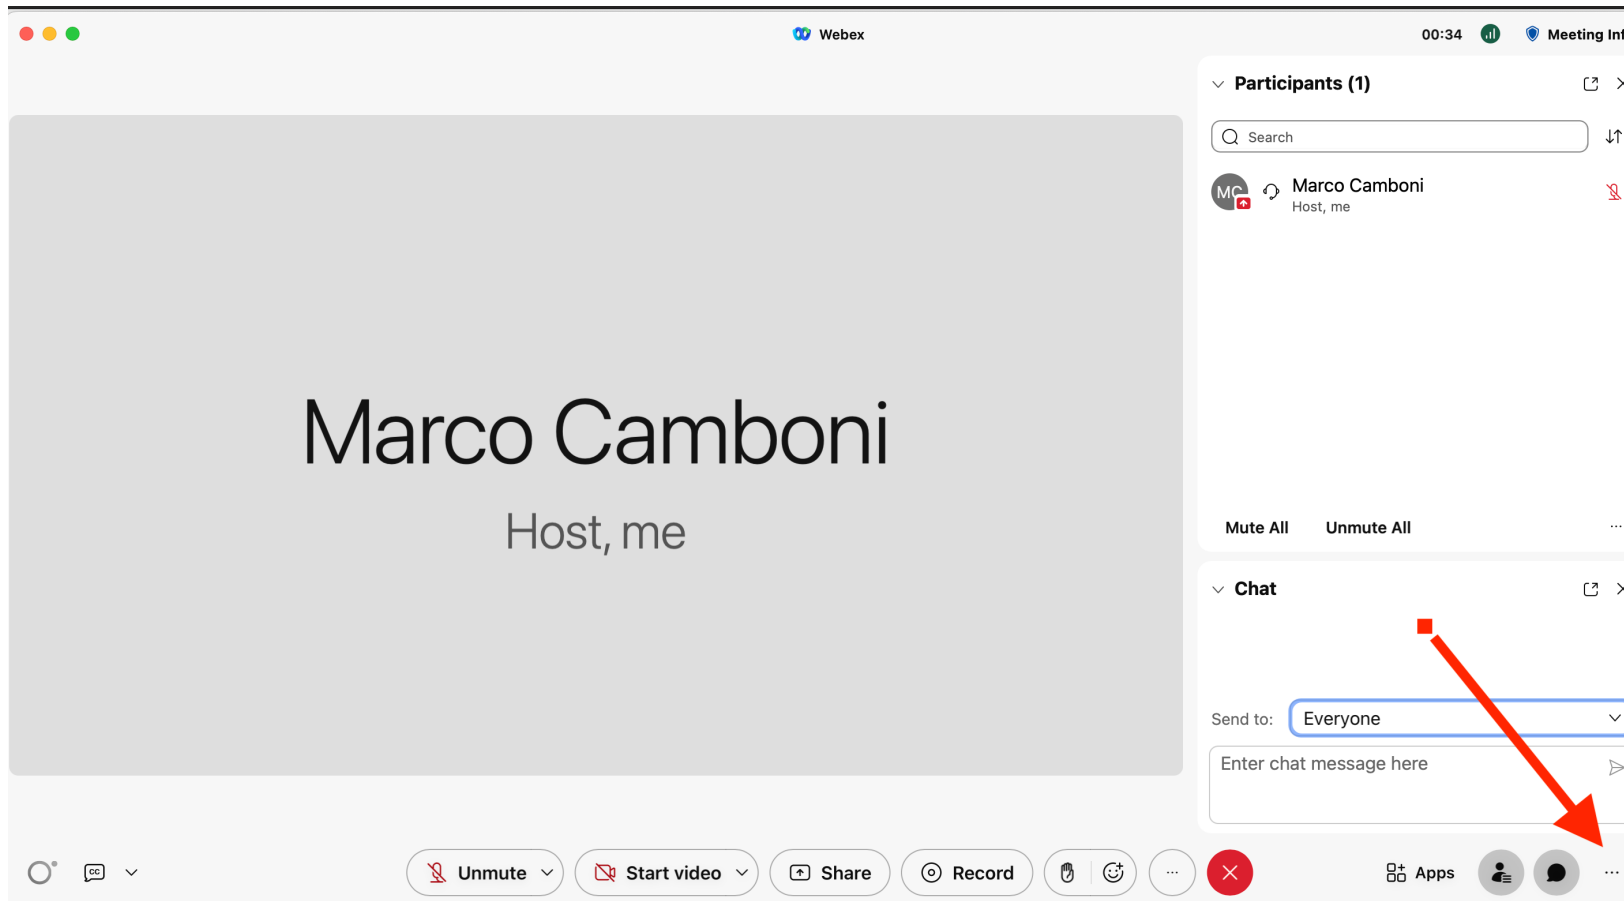 Webex
00:34 Meeting Inf
Participants (1)
Search
MC
Marco Camboni
Host, me
Marco Camboni
Host, me
Mute All Unmute All
Chat
Send to: Everyone
Enter chat message here
CC Unmute Start video Share Record Apps